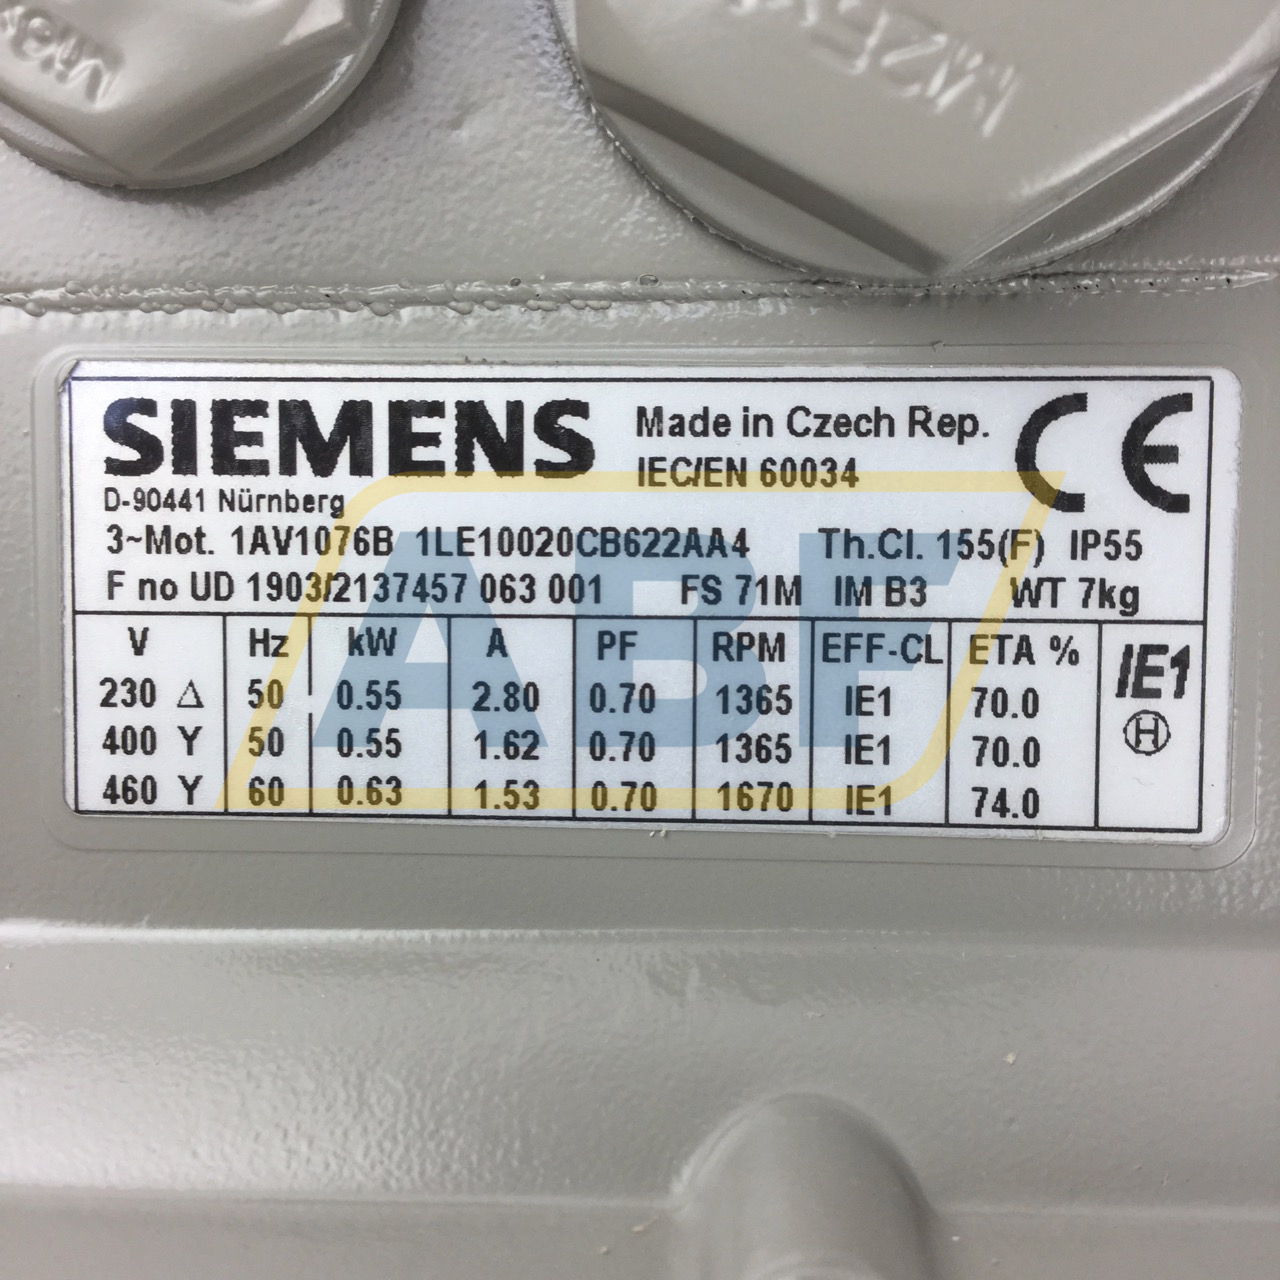 SIEMENS
Made in Czech Rep.
IEC/EN 60034
CE
D-90441 Nürnberg
3~Mot. 1AV1076B 1LE10020CB622AA4 Th.Cl. 155(F) IP55
F no UD 1903/2137457 063 001 FS 71M IM B3 WT 7kg
V Hz kW A PF RPM EFF-CL ETA %
230 Δ 50 0.55 2.80 0.70 1365 IE1 70.0
400 Y 50 0.55 1.62 0.70 1365 IE1 70.0
460 Y 60 0.63 1.53 0.70 1670 IE1 74.0
IE1
H
ABF